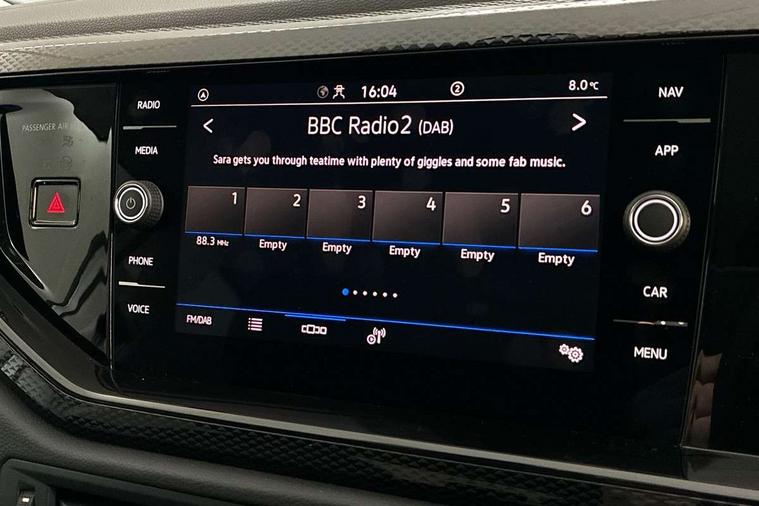 RADIO
MEDIA
PHONE
VOICE
PASSENGER AIR
16:04
2
8.0°C
BBC Radio2 (DAB)
Sara gets you through teatime with plenty of giggles and some fab music.
1 2 3 4 5 6
88.3 MHz Empty Empty Empty Empty Empty
FM/DAB
NAV
APP
CAR
MENU